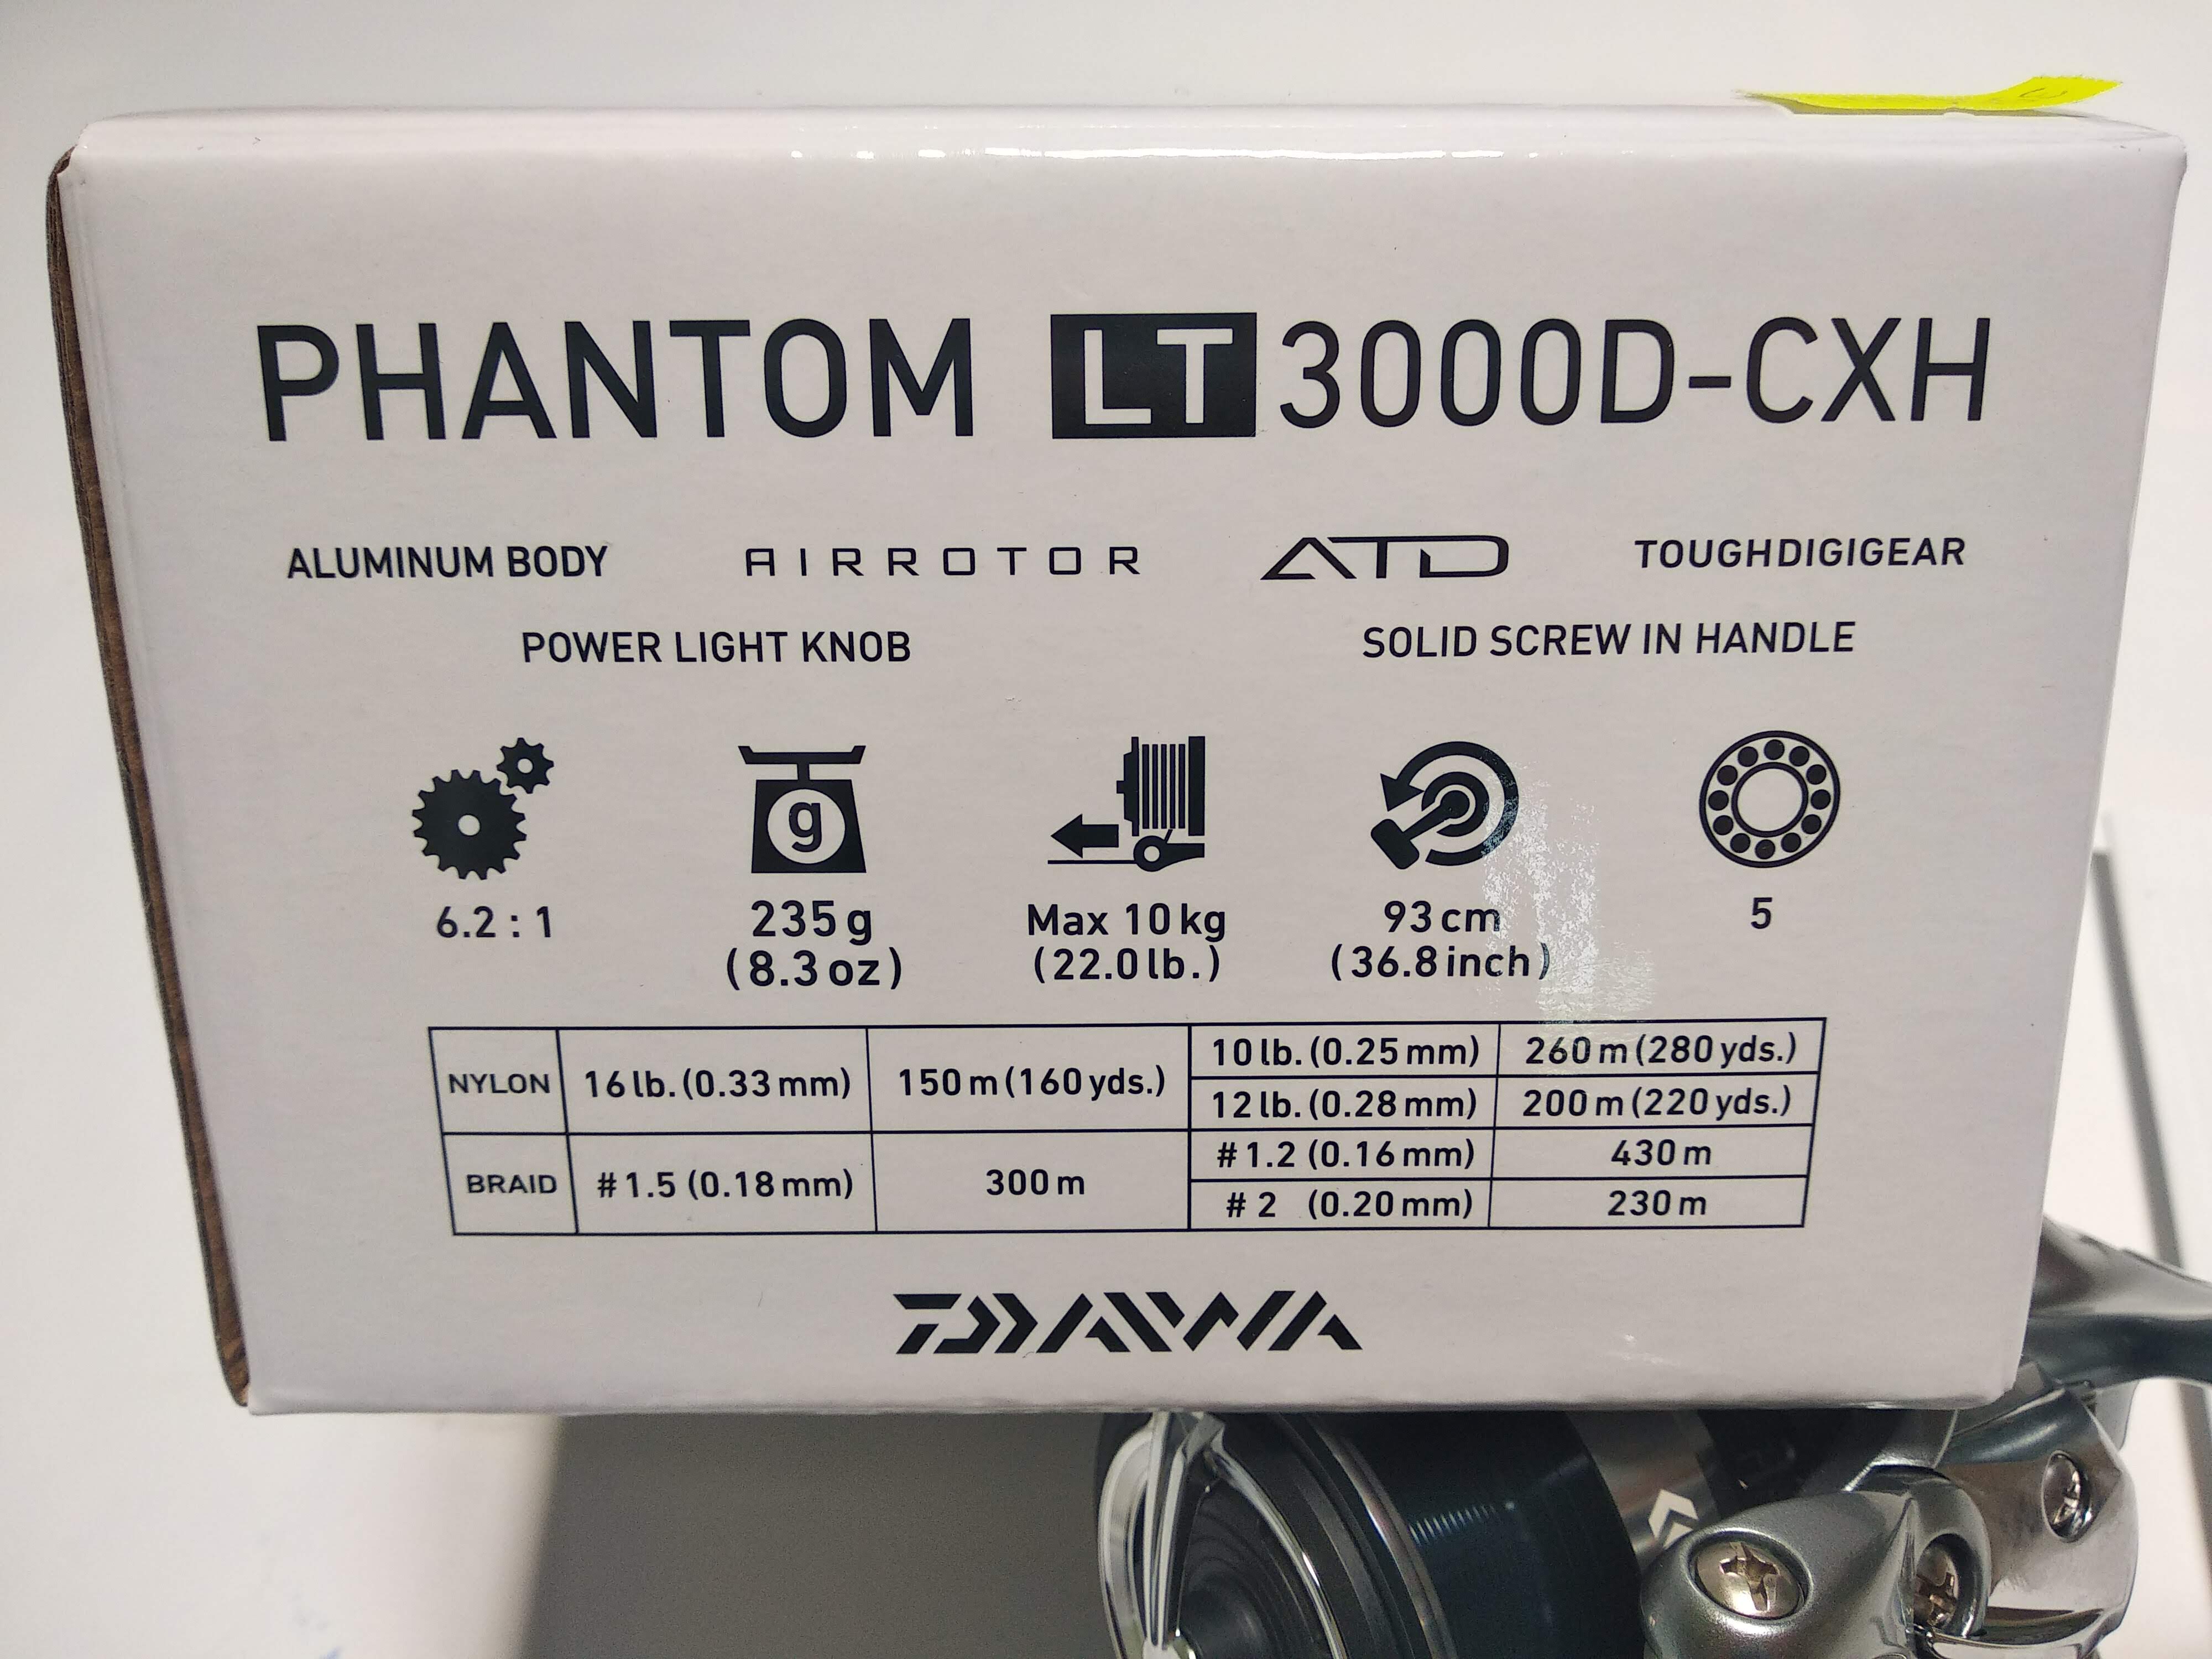 PHANTOM LT 3000D-CXH
ALUMINUM BODY AIRROTOR ATD TOUGHDIGIGEAR
POWER LIGHT KNOB SOLID SCREW IN HANDLE
g
6.2 : 1 235 g Max 10 kg 93 cm 5
(8.3 oz) (22.0 lb.) (36.8 inch)
NYLON 16 lb. (0.33 mm) 150 m (160 yds.) 10 lb. (0.25 mm) 260 m (280 yds.)
12 lb. (0.28 mm) 200 m (220 yds.)
BRAID # 1.5 (0.18 mm) 300 m # 1.2 (0.16 mm) 430 m
# 2 (0.20 mm) 230 m
DAIWA